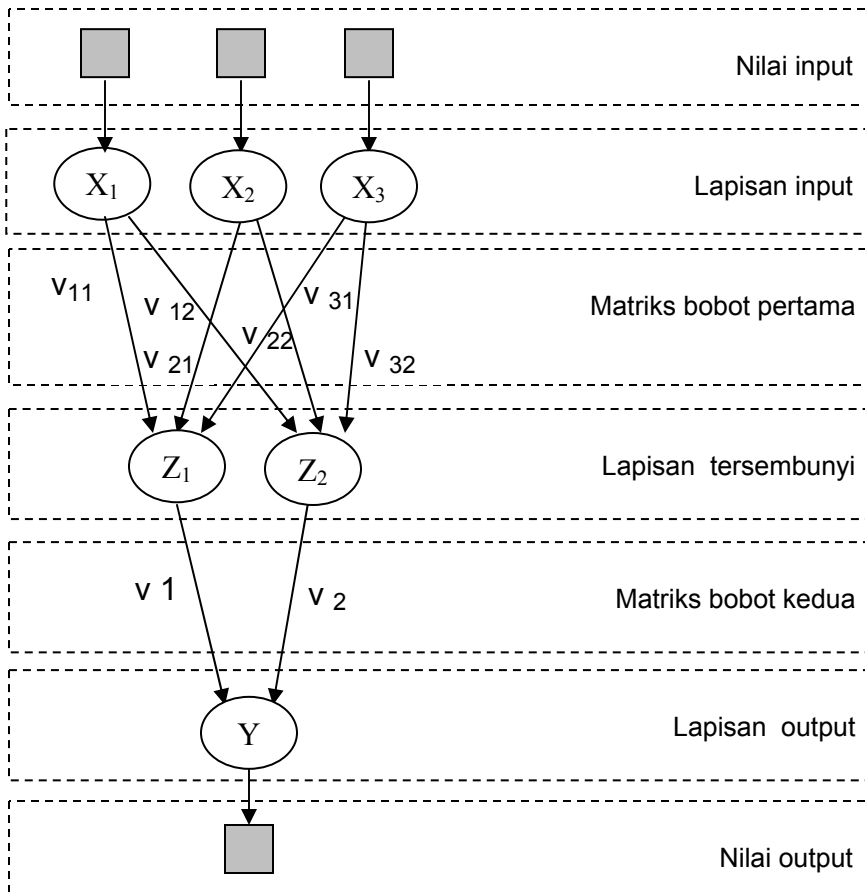 Nilai input
X₁ X₂ X₃
Lapisan input
v₁₁
v ₁₂
v ₃₁
v ₂₂
v ₂₁
v ₃₂
Matriks bobot pertama
Z₁ Z₂
Lapisan tersembunyi
v 1
v ₂
Matriks bobot kedua
Y
Lapisan output
Nilai output